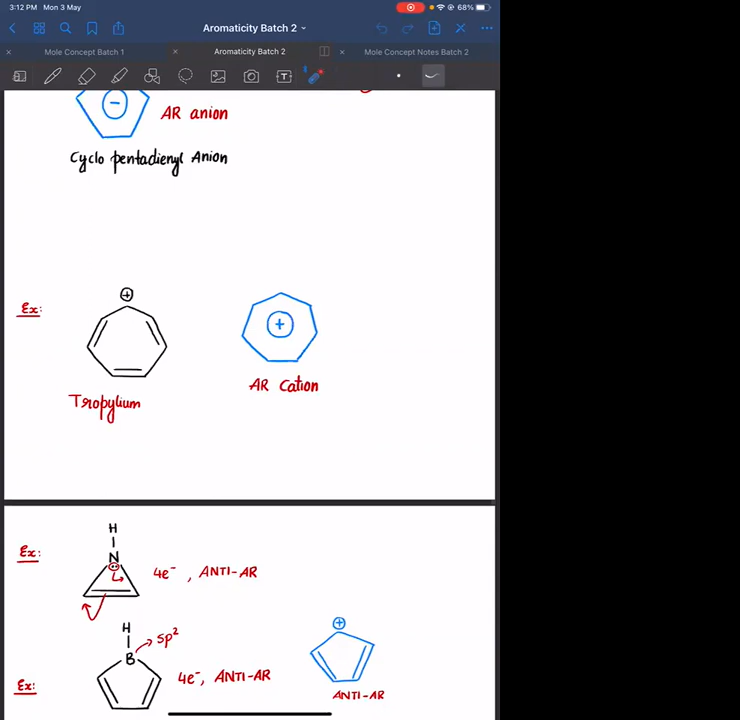 3:12 PM Mon 3 May
68%
Aromaticity Batch 2
Mole Concept Batch 1
Aromaticity Batch 2
Mole Concept Notes Batch 2
AR anion
Cyclo pentadienyl Anion
Ex:
Tropylium
AR Cation
H
N
Ex:
4e⁻ , ANTI-AR
H
sp²
B
4e⁻, ANTI-AR
Ex:
ANTI-AR